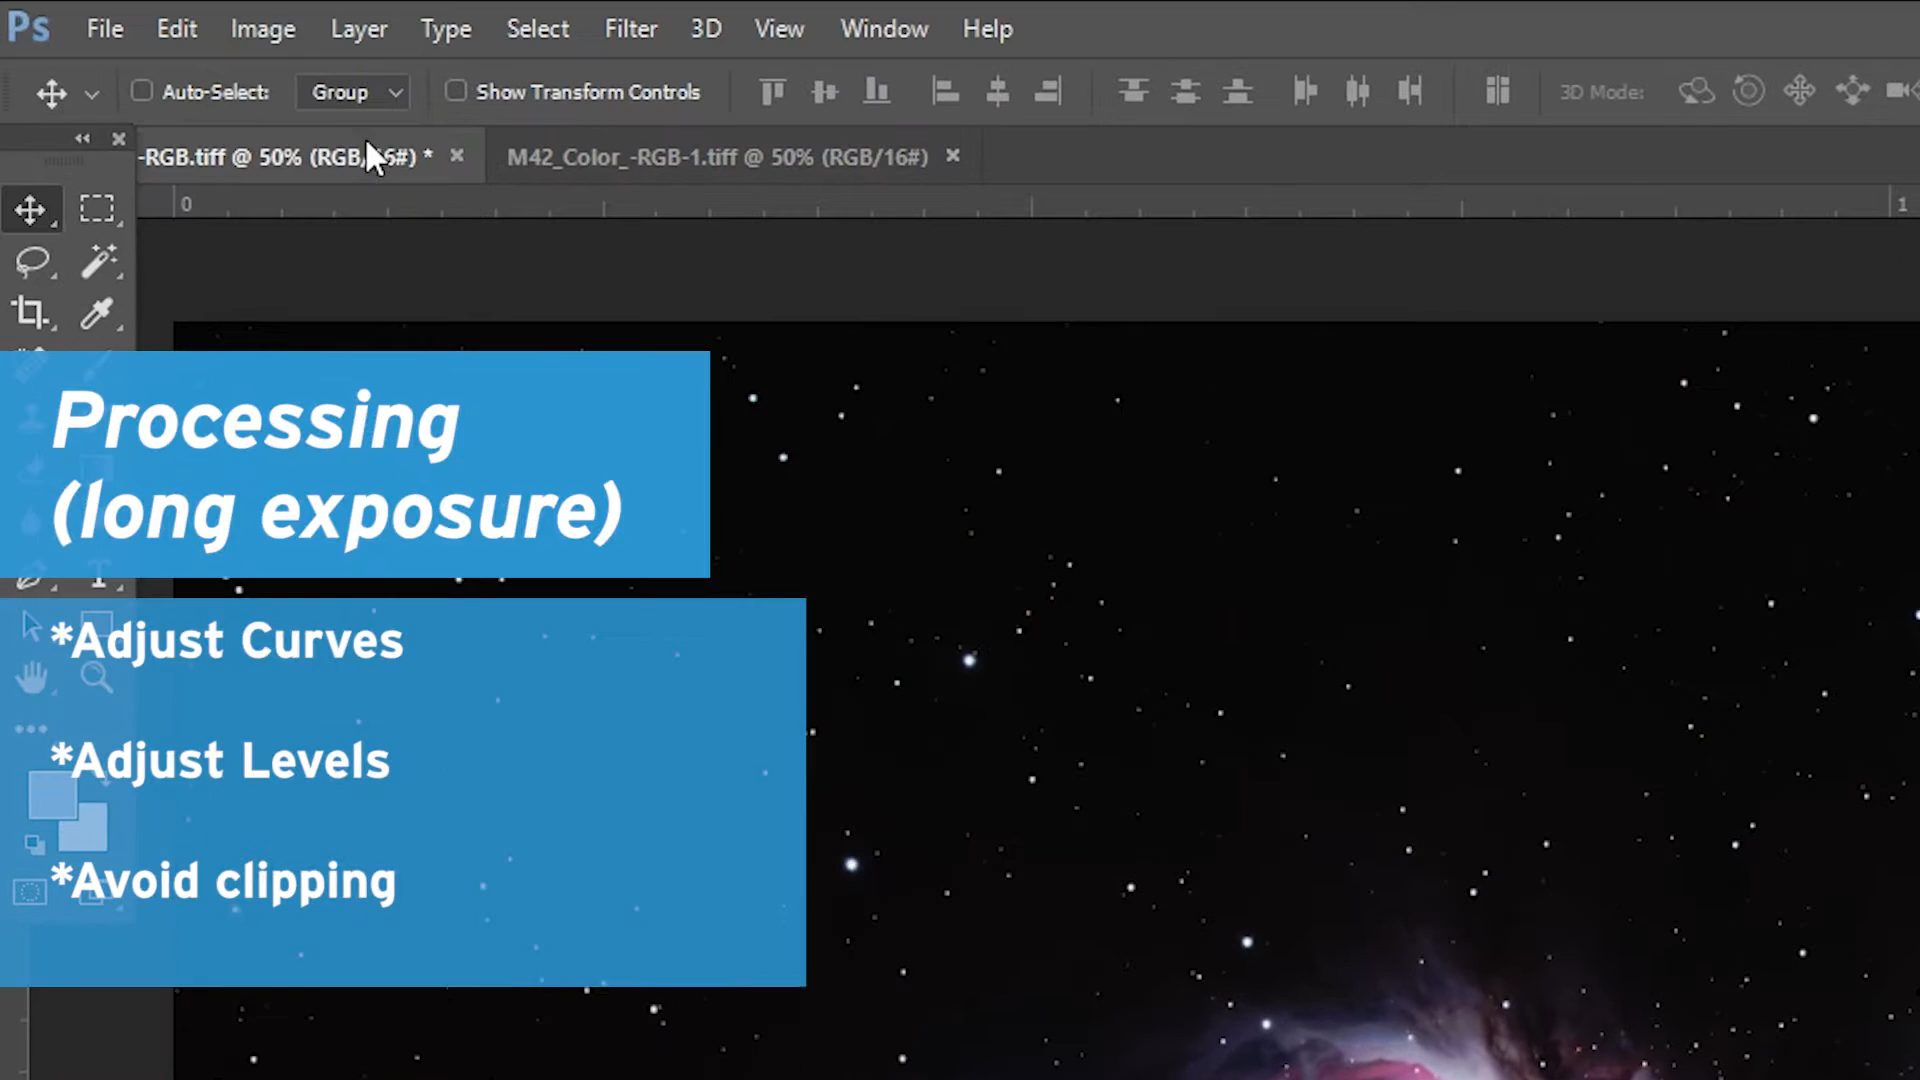 Ps File Edit Image Layer Type Select Filter 3D View Window Help
Auto-Select: Group Show Transform Controls 3D Mode:
-RGB.tiff @ 50% (RGB/16#) * M42_Color_-RGB-1.tiff @ 50% (RGB/16#)
0 1
Processing
(long exposure)
*Adjust Curves
*Adjust Levels
*Avoid clipping